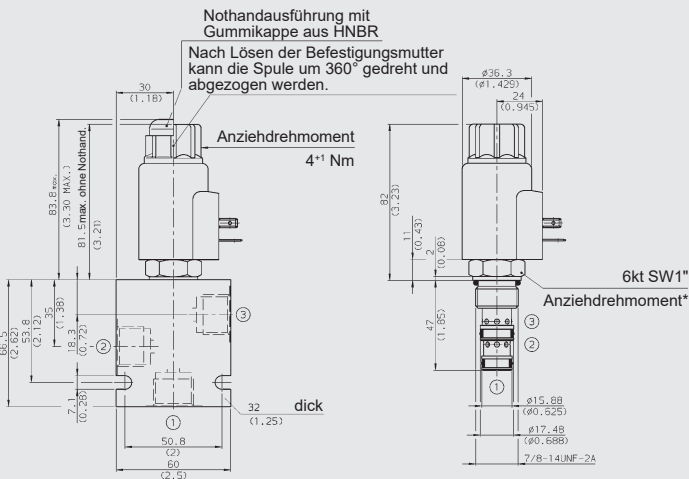 Nothandausführung mit
Gummikappe aus HNBR
Nach Lösen der Befestigungsmutter
kann die Spule um 360° gedreht und
abgezogen werden.
30
(1.18)
Anziehdrehmoment
4⁺¹ Nm
83.8max.
(3.30 MAX.)
81.5max. ohne Nothand.
(3.21)
66.5
(2.62)
53.8
(2.12)
35
(1.38)
18.3
(0.72)
7.1
(0.28)
②
③
①
32
(1.25)
dick
50.8
(2)
60
(2.5)
ø36.3
(ø1.429)
24
(0.945)
82
(3.23)
11
(0.43)
2
(0.08)
47
(1.85)
6kt SW1"
Anziehdrehmoment*
③
②
①
ø15.88
(ø0.625)
ø17.48
(ø0.688)
7/8-14UNF-2A